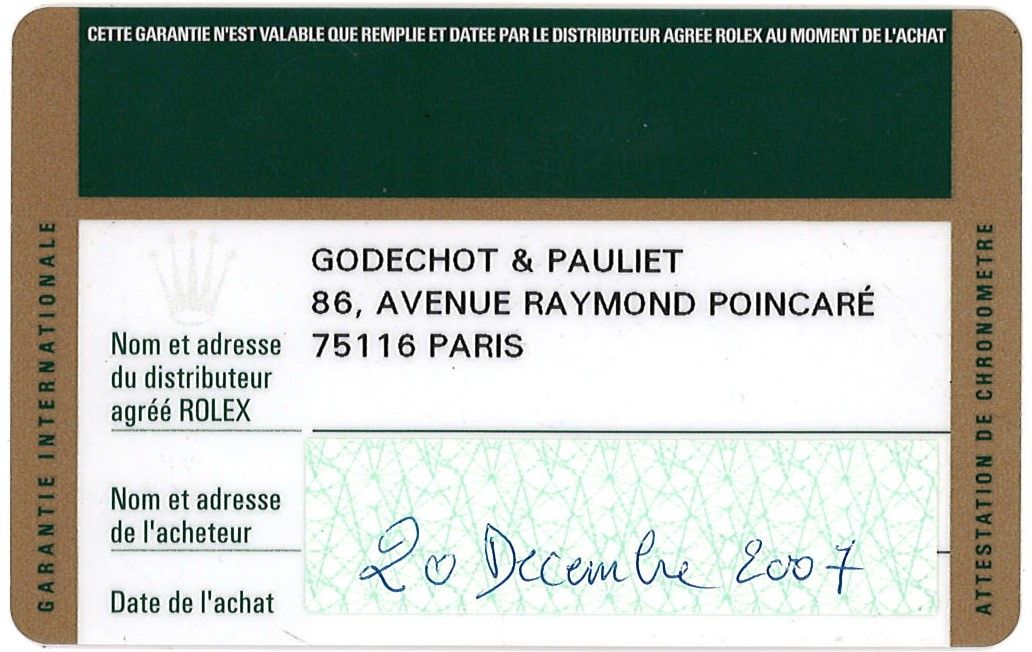 CETTE GARANTIE N'EST VALABLE QUE REMPLIE ET DATEE PAR LE DISTRIBUTEUR AGREE ROLEX AU MOMENT DE L'ACHAT
GARANTIE INTERNATIONALE
GODECHOT & PAULIET
86, AVENUE RAYMOND POINCARÉ
75116 PARIS
Nom et adresse
du distributeur
agréé ROLEX
Nom et adresse
de l'acheteur
20 Decembre 2007
Date de l'achat
ATTESTATION DE CHRONOMETRE